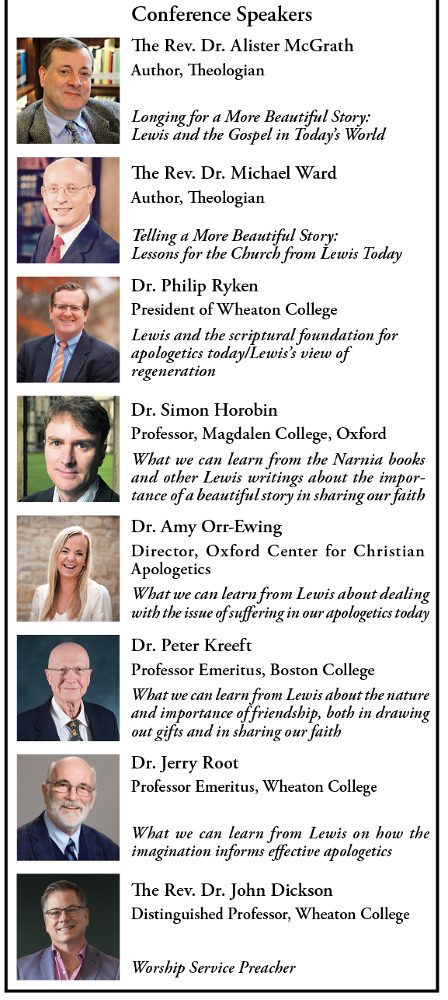 Conference Speakers
The Rev. Dr. Alister McGrath
Author, Theologian
Longing for a More Beautiful Story:
Lewis and the Gospel in Today's World
The Rev. Dr. Michael Ward
Author, Theologian
Telling a More Beautiful Story:
Lessons for the Church from Lewis Today
Dr. Philip Ryken
President of Wheaton College
Lewis and the scriptural foundation for
apologetics today/Lewis's view of
regeneration
Dr. Simon Horobin
Professor, Magdalen College, Oxford
What we can learn from the Narnia books
and other Lewis writings about the impor-
tance of a beautiful story in sharing our faith
Dr. Amy Orr-Ewing
Director, Oxford Center for Christian
Apologetics
What we can learn from Lewis about dealing
with the issue of suffering in our apologetics today
Dr. Peter Kreeft
Professor Emeritus, Boston College
What we can learn from Lewis about the nature
and importance of friendship, both in drawing
out gifts and in sharing our faith
Dr. Jerry Root
Professor Emeritus, Wheaton College
What we can learn from Lewis on how the
imagination informs effective apologetics
The Rev. Dr. John Dickson
Distinguished Professor, Wheaton College
Worship Service Preacher